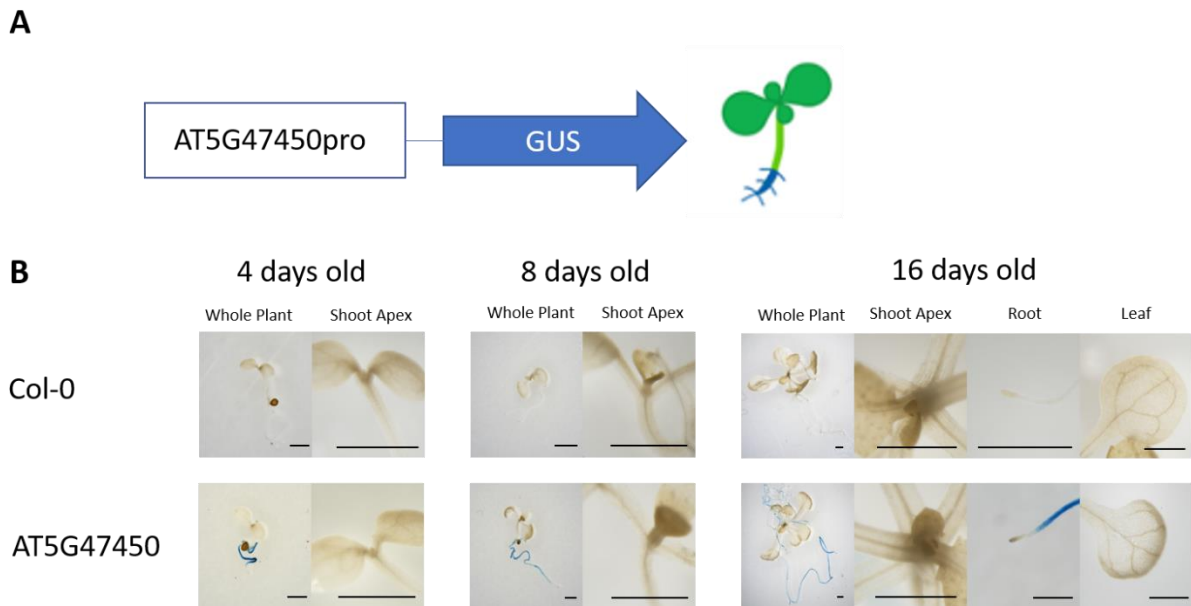 A
AT5G47450pro
GUS
B
4 days old
8 days old
16 days old
Whole Plant
Shoot Apex
Whole Plant
Shoot Apex
Whole Plant
Shoot Apex
Root
Leaf
Col-0
AT5G47450